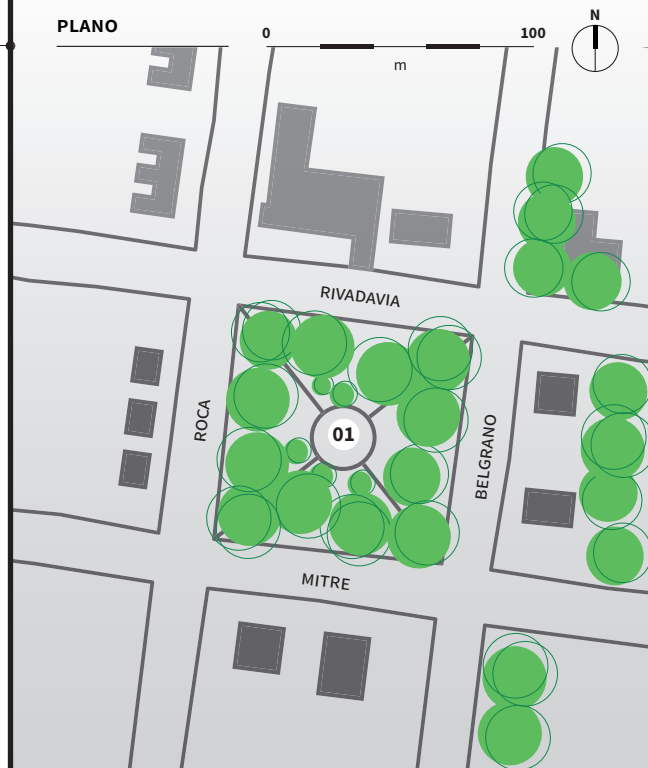 PLANO
0
100
m
N
RIVADAVIA
ROCA
01
BELGRANO
MITRE